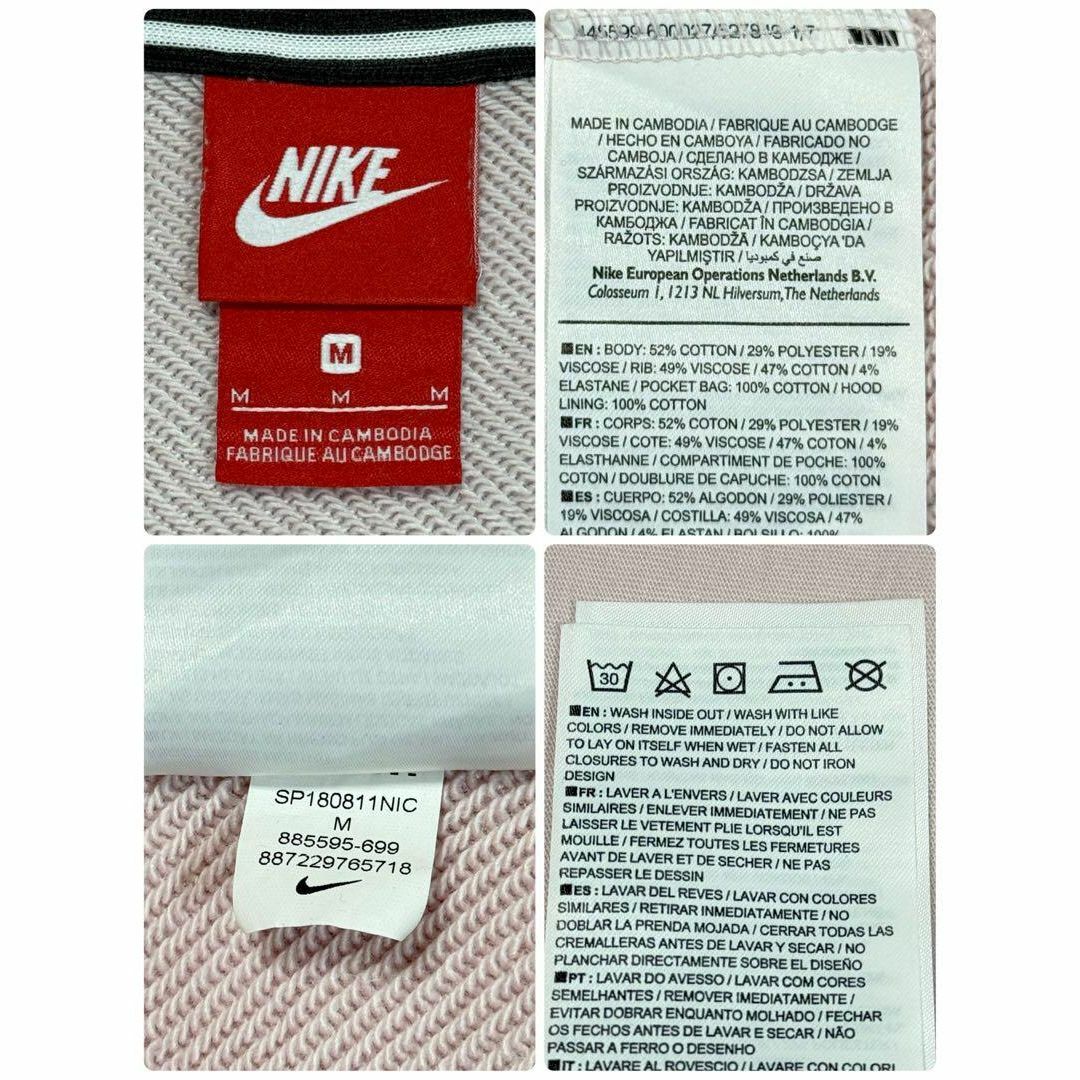 NIKE
M
M M M
MADE IN CAMBODIA
FABRIQUE AU CAMBODGE
MADE IN CAMBODIA / FABRIQUE AU CAMBODGE
/ HECHO EN CAMBOYA / FABRICADO NO
CAMBOJA / СДЕЛАНО В КАМБОДЖЕ /
SZÁRMAZÁSI ORSZÁG: KAMBODZSA / ZEMLJA
PROIZVODNJE: KAMBODŽA / DRŽAVA
PROIZVODNJE: KAMBODŽA / ПРОИЗВЕДЕНО В
КАМБОДЖА / FABRICAT ÎN CAMBODGIA /
RAŽOTS: KAMBODŽĀ / KAMBOÇYA 'DA
YAPILMIŞTIR / صنع في كمبوديا
Nike European Operations Netherlands B.V.
Colosseum 1, 1213 NL Hilversum, The Netherlands
EN : BODY: 52% COTTON / 29% POLYESTER / 19%
VISCOSE / RIB: 49% VISCOSE / 47% COTTON / 4%
ELASTANE / POCKET BAG: 100% COTTON / HOOD
LINING: 100% COTTON
FR : CORPS: 52% COTON / 29% POLYESTER / 19%
VISCOSE / COTE: 49% VISCOSE / 47% COTON / 4%
ELASTHANNE / COMPARTIMENT DE POCHE: 100%
COTON / DOUBLURE DE CAPUCHE: 100% COTON
ES : CUERPO: 52% ALGODON / 29% POLIESTER /
19% VISCOSA / COSTILLA: 49% VISCOSA / 47%
ALGODON / 4% ELASTAN / BOLSILLO: 100%
SP180811NIC
M
885595-699
887229765718
30
EN : WASH INSIDE OUT / WASH WITH LIKE
COLORS / REMOVE IMMEDIATELY / DO NOT ALLOW
TO LAY ON ITSELF WHEN WET / FASTEN ALL
CLOSURES TO WASH AND DRY / DO NOT IRON
DESIGN
FR : LAVER A L'ENVERS / LAVER AVEC COULEURS
SIMILAIRES / ENLEVER IMMEDIATEMENT / NE PAS
LAISSER LE VETEMENT PLIE LORSQU'IL EST
MOUILLE / FERMEZ TOUTES LES FERMETURES
AVANT DE LAVER ET DE SECHER / NE PAS
REPASSER LE DESSIN
ES : LAVAR DEL REVES / LAVAR CON COLORES
SIMILARES / RETIRAR INMEDIATAMENTE / NO
DOBLAR LA PRENDA MOJADA / CERRAR TODAS LAS
CREMALLERAS ANTES DE LAVAR Y SECAR / NO
PLANCHAR DIRECTAMENTE SOBRE EL DISEÑO
PT : LAVAR DO AVESSO / LAVAR COM CORES
SEMELHANTES / REMOVER IMEDIATAMENTE /
EVITAR DOBRAR ENQUANTO MOLHADO / FECHAR
OS FECHOS ANTES DE LAVAR E SECAR / NÃO
PASSAR A FERRO O DESENHO
IT : LAVARE AL ROVESCIO / LAVARE CON COLORI